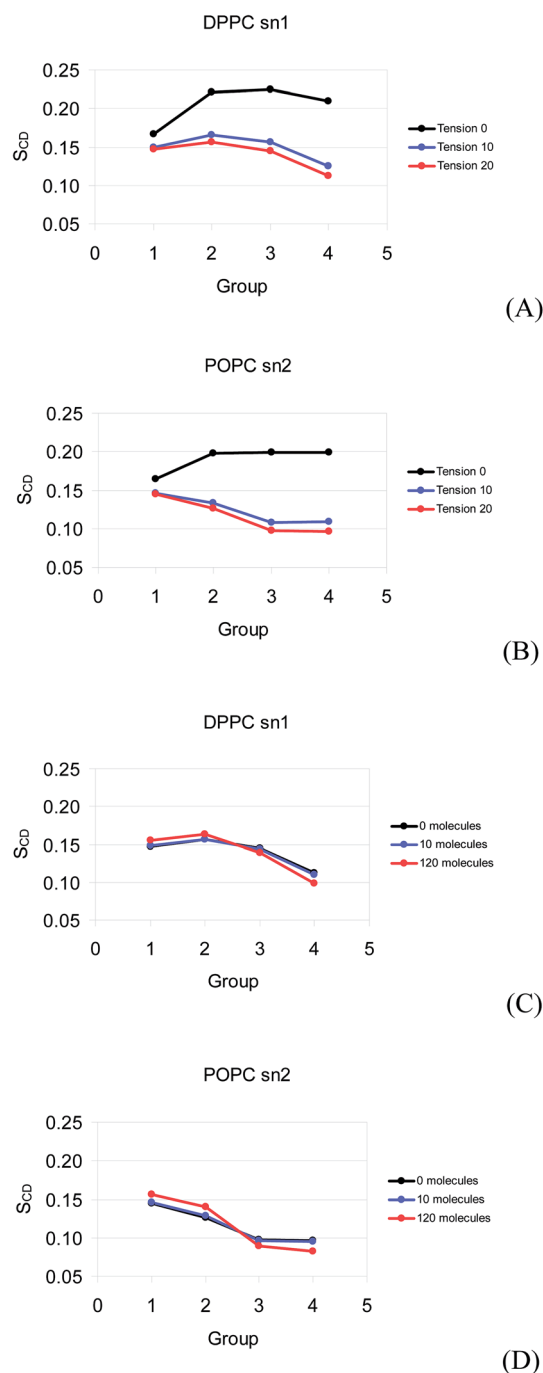 DPPC sn1
0.25
0.20
0.15
0.10
0.05
SCD
0 1 2 3 4 5
Group
Tension 0
Tension 10
Tension 20
(A)
POPC sn2
0.25
0.20
0.15
0.10
0.05
SCD
0 1 2 3 4 5
Group
Tension 0
Tension 10
Tension 20
(B)
DPPC sn1
0.25
0.20
0.15
0.10
0.05
SCD
0 1 2 3 4 5
Group
0 molecules
10 molecules
120 molecules
(C)
POPC sn2
0.25
0.20
0.15
0.10
0.05
SCD
0 1 2 3 4 5
Group
0 molecules
10 molecules
120 molecules
(D)